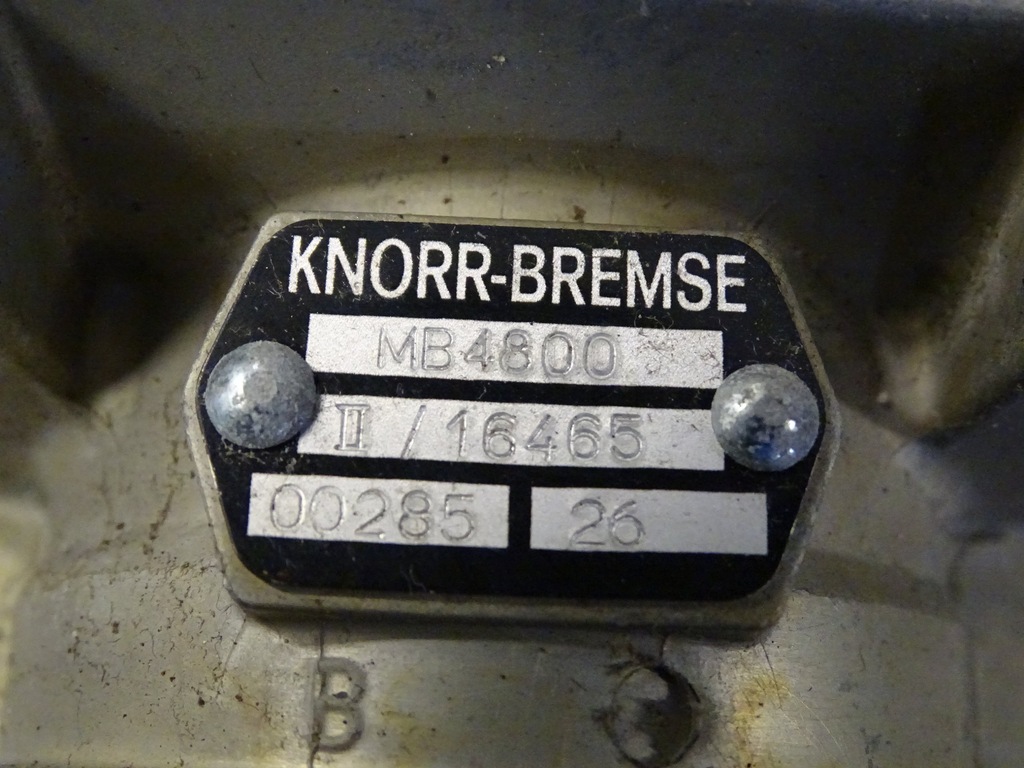 KNORR-BREMSE
MB4800
II/16465
00285 26
B